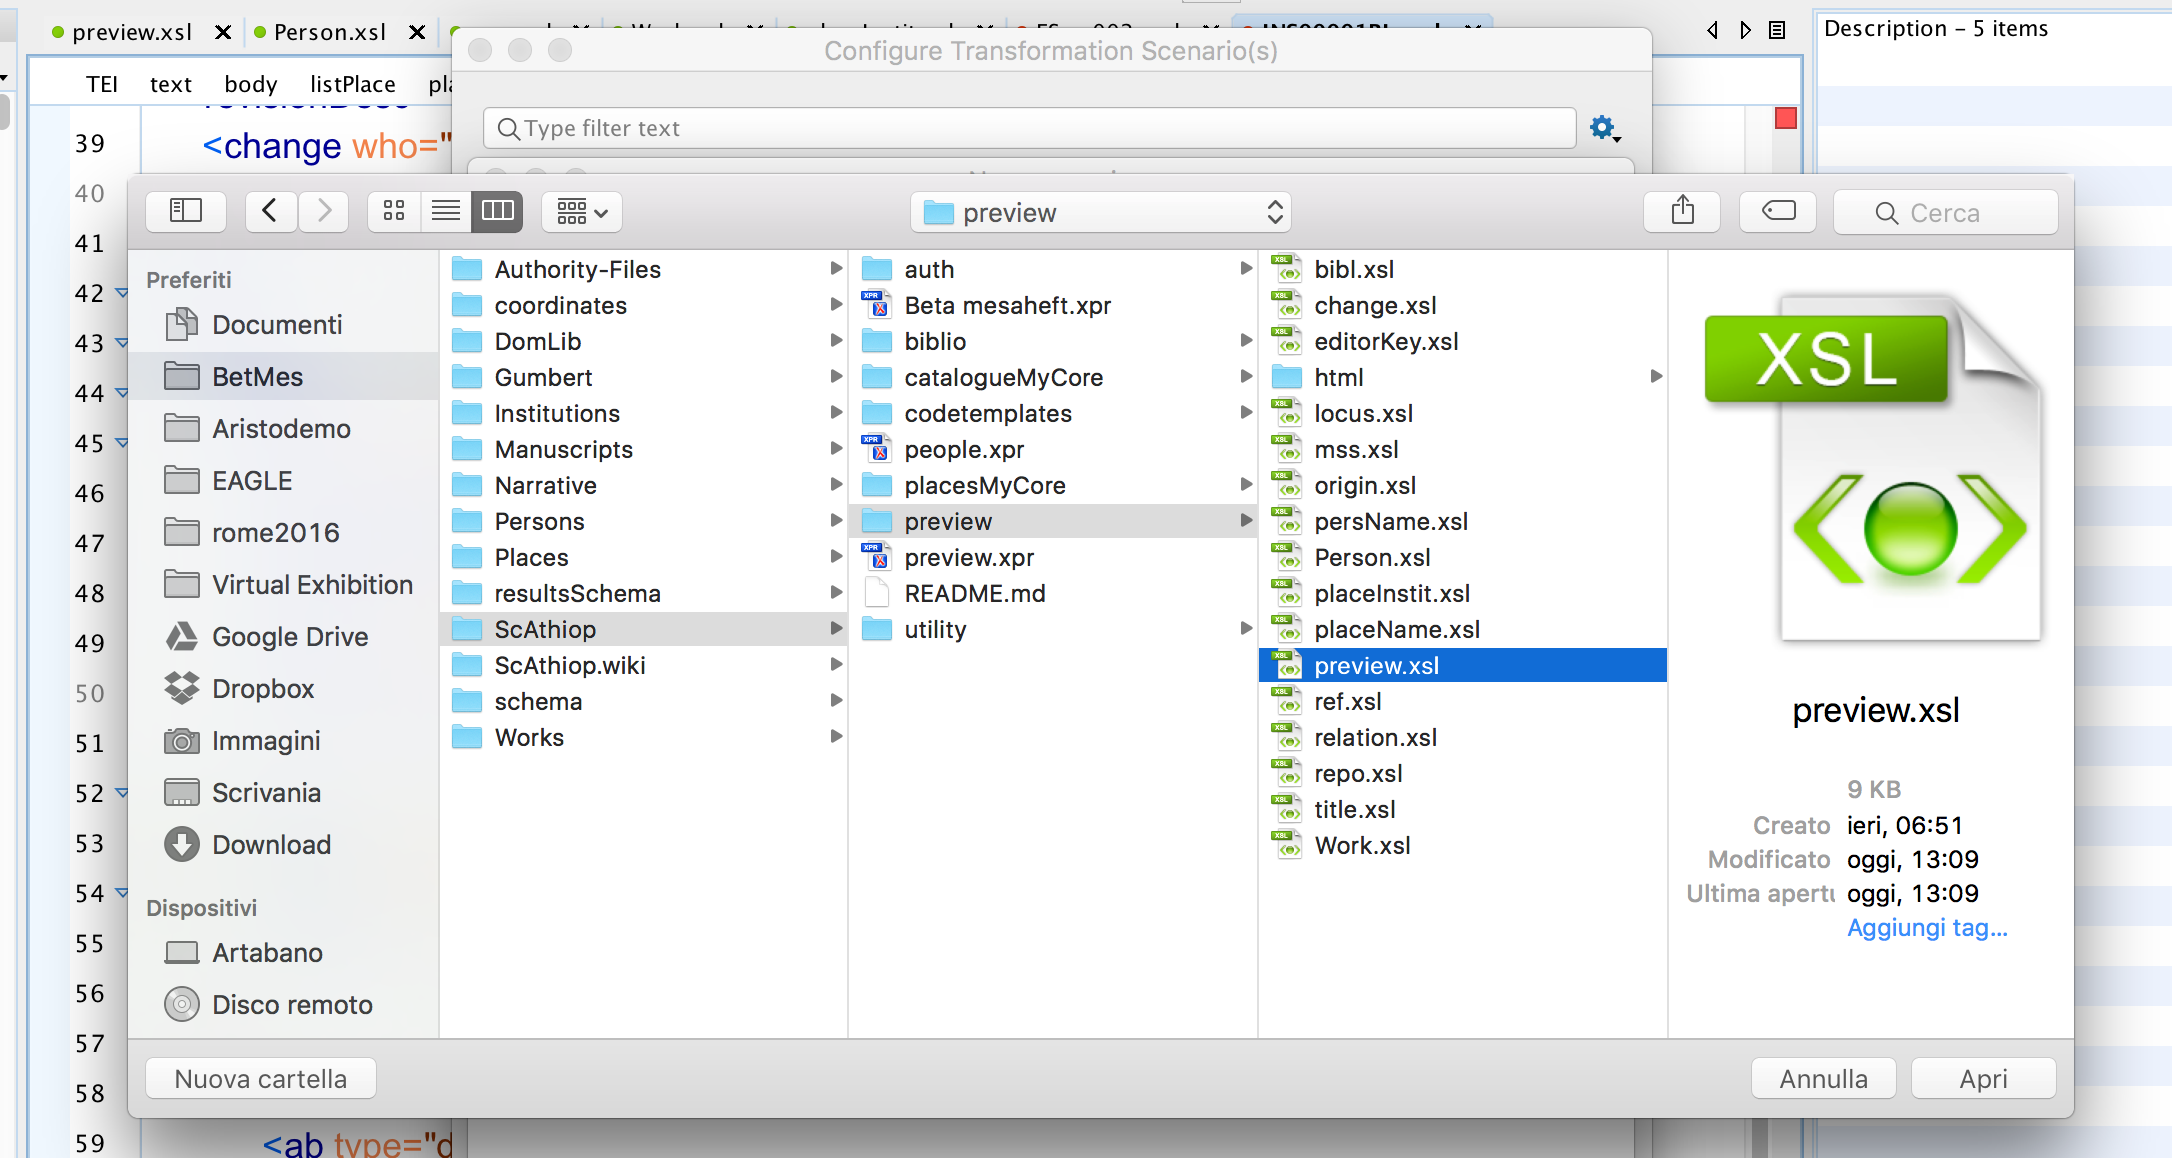 preview.xsl
Person.xsl
Description – 5 items
Configure Transformation Scenario(s)
TEI text body listPlace
Type filter text
39 <change who="
40
41
42
43
44
45
46
47
48
49
50
51
52
53
54
55
56
57
58
59 <ab type="d
preview
Cerca
Preferiti
Documenti
BetMes
Aristodemo
EAGLE
rome2016
Virtual Exhibition
Google Drive
Dropbox
Immagini
Scrivania
Download
Dispositivi
Artabano
Disco remoto
Authority-Files
coordinates
DomLib
Gumbert
Institutions
Manuscripts
Narrative
Persons
Places
resultsSchema
ScAthiop
ScAthiop.wiki
schema
Works
auth
Beta mesaheft.xpr
biblio
catalogueMyCore
codetemplates
people.xpr
placesMyCore
preview
preview.xpr
README.md
utility
bibl.xsl
change.xsl
editorKey.xsl
html
locus.xsl
mss.xsl
origin.xsl
persName.xsl
Person.xsl
placeInstit.xsl
placeName.xsl
preview.xsl
ref.xsl
relation.xsl
repo.xsl
title.xsl
Work.xsl
XSL
preview.xsl
9 KB
Creato ieri, 06:51
Modificato oggi, 13:09
Ultima apertu oggi, 13:09
Aggiungi tag...
Nuova cartella
Annulla
Apri